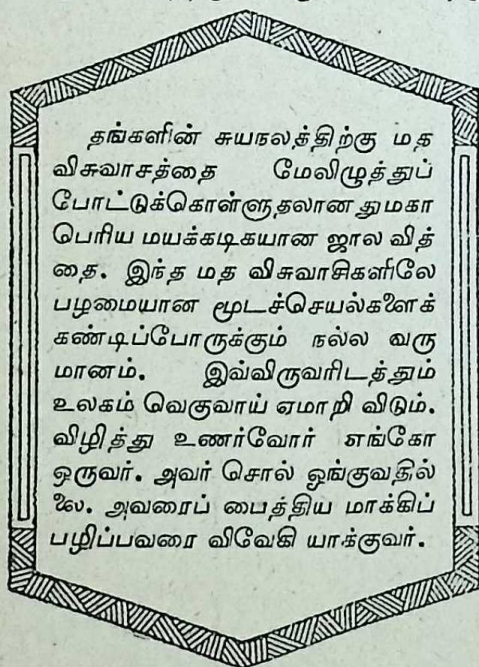 தங்களின் சுயநலத்திற்கு மத
விசுவாசத்தை மேலிழுத்துப்
போட்டுக்கொள்ளுதலானதுமகா
பெரிய மயக்கடிகயான ஜால வித்
தை. இந்த மத விசுவாசிகளிலே
பழமையான மூடச்செயல்களைக்
கண்டிப்போருக்கும் நல்ல வரு
மானம். இவ்விருவரிடத்தும்
உலகம் வெகுவாய் ஏமாறி விடும்.
விழித்து உணர்வோர் எங்கோ
ஒருவர். அவர் சொல் ஓங்குவதில்
லை. அவரைப் பைத்திய மாக்கிப்
பழிப்பவரை விவேகி யாக்குவர்.